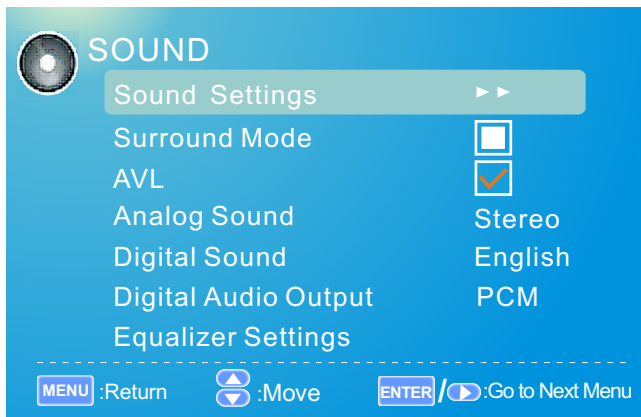 SOUND
Sound Settings
Surround Mode
AVL
Analog Sound Stereo
Digital Sound English
Digital Audio Output PCM
Equalizer Settings
MENU :Return :Move ENTER / :Go to Next Menu